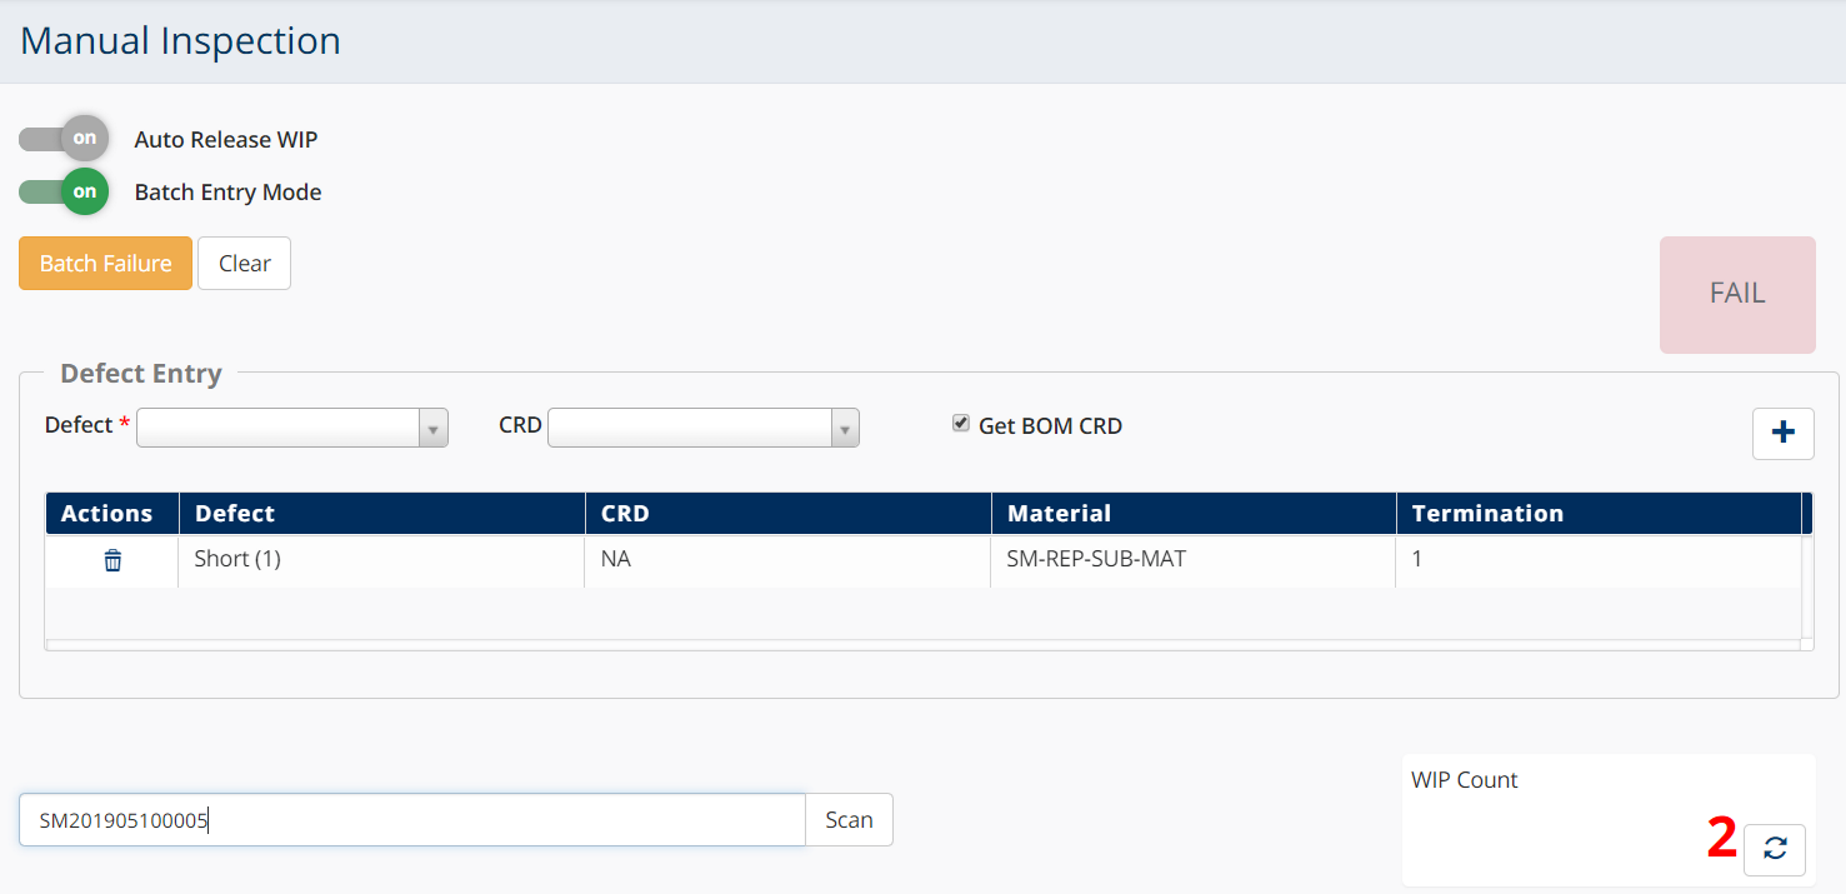 Manual Inspection
on Auto Release WIP
on Batch Entry Mode
Batch Failure Clear
FAIL
Defect Entry
Defect * CRD Get BOM CRD
Actions Defect CRD Material Termination
Short (1) NA SM-REP-SUB-MAT 1
WIP Count
SM201905100005 Scan
2